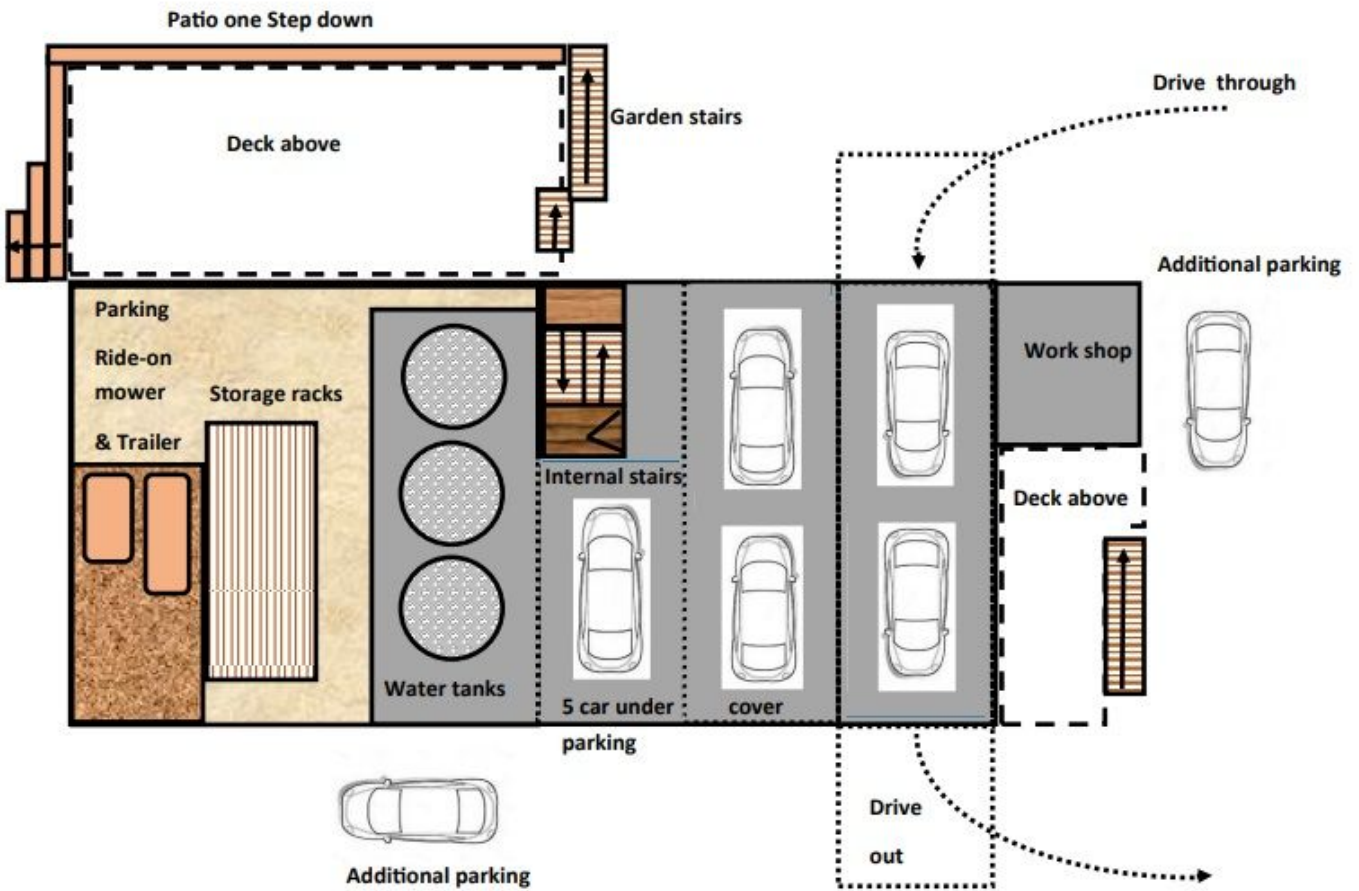 Patio one Step down
Drive through
Garden stairs
Deck above
Additional parking
Parking
Ride-on
mower
& Trailer
Storage racks
Work shop
Internal stairs
Deck above
Water tanks
5 car under cover
parking
Drive
out
Additional parking